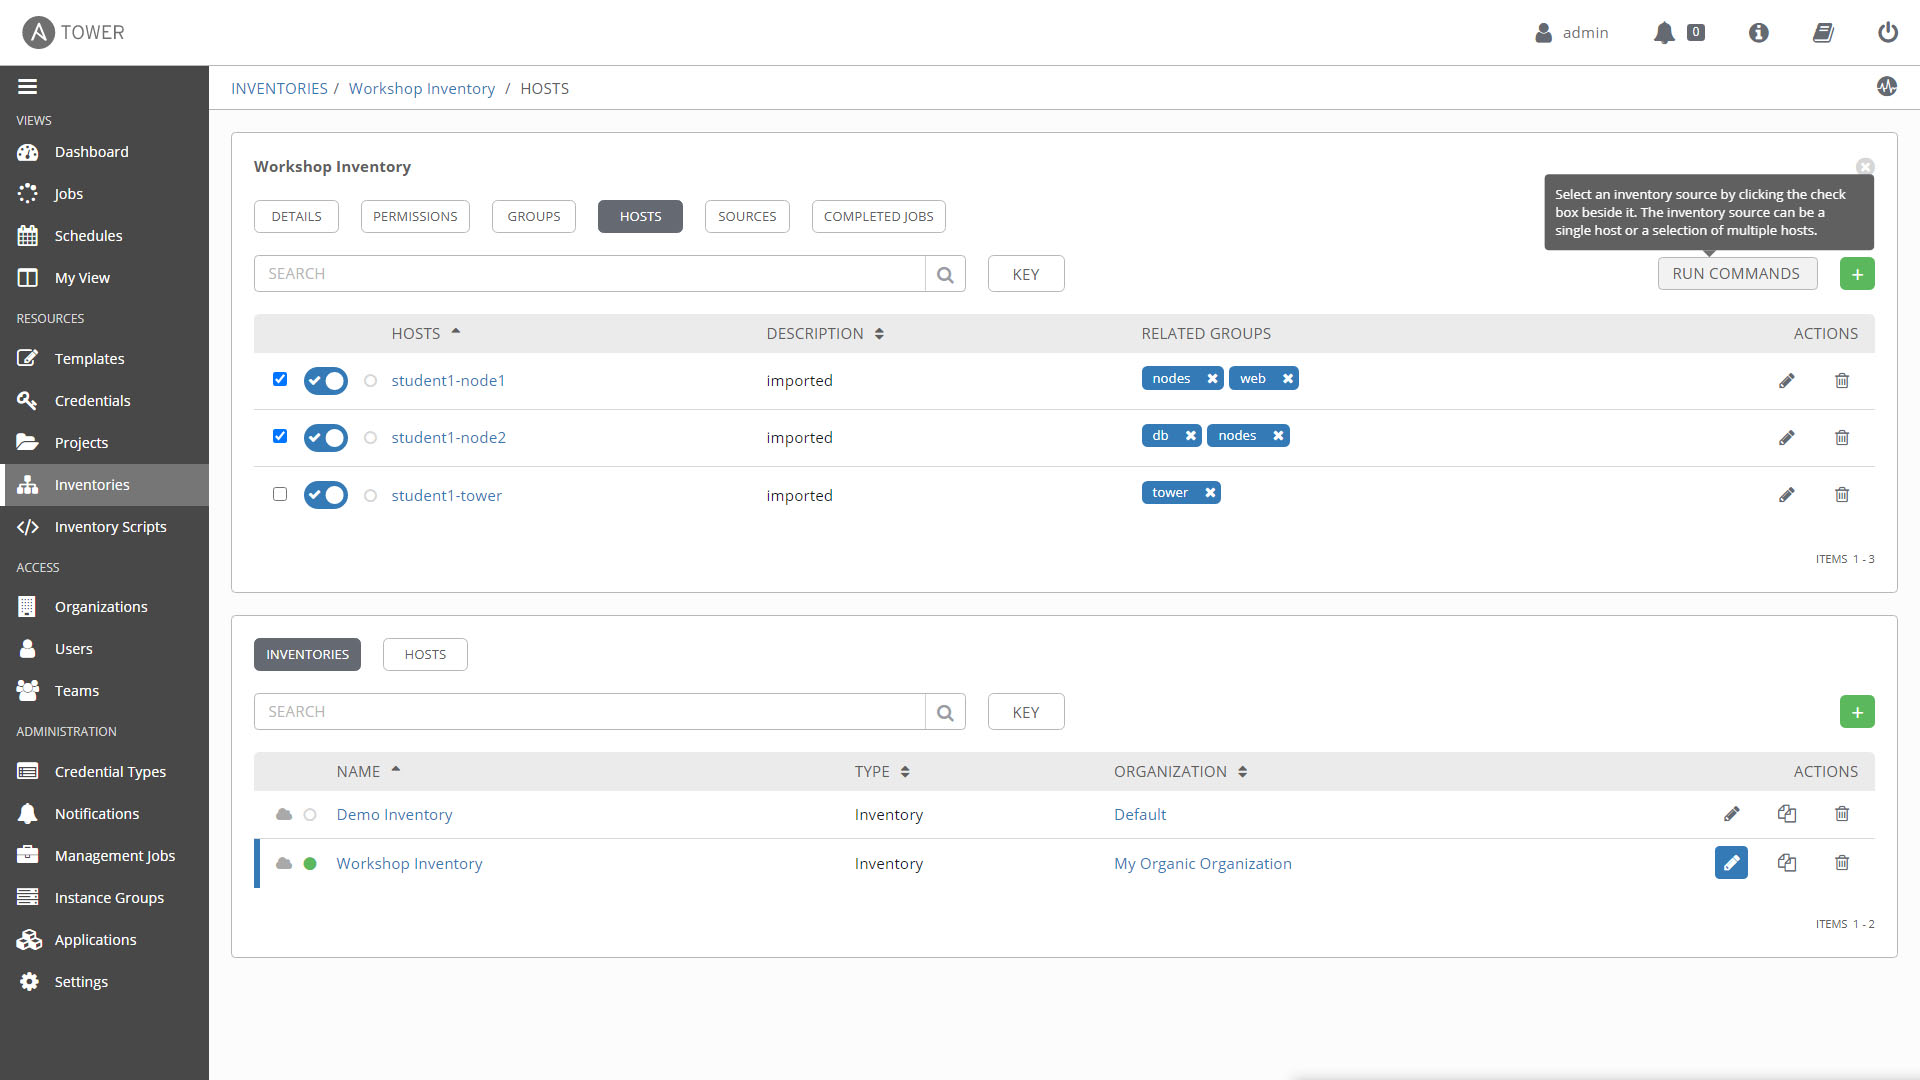 A TOWER
admin
0
INVENTORIES / Workshop Inventory / HOSTS
VIEWS
Dashboard
Jobs
Schedules
My View
RESOURCES
Templates
Credentials
Projects
Inventories
Inventory Scripts
ACCESS
Organizations
Users
Teams
ADMINISTRATION
Credential Types
Notifications
Management Jobs
Instance Groups
Applications
Settings
Workshop Inventory
DETAILS PERMISSIONS GROUPS HOSTS SOURCES COMPLETED JOBS
Select an inventory source by clicking the check
box beside it. The inventory source can be a
single host or a selection of multiple hosts.
SEARCH KEY RUN COMMANDS +
HOSTS DESCRIPTION RELATED GROUPS ACTIONS
student1-node1 imported nodes web
student1-node2 imported db nodes
student1-tower imported tower
ITEMS 1 - 3
INVENTORIES HOSTS
SEARCH KEY +
NAME TYPE ORGANIZATION ACTIONS
Demo Inventory Inventory Default
Workshop Inventory Inventory My Organic Organization
ITEMS 1 - 2